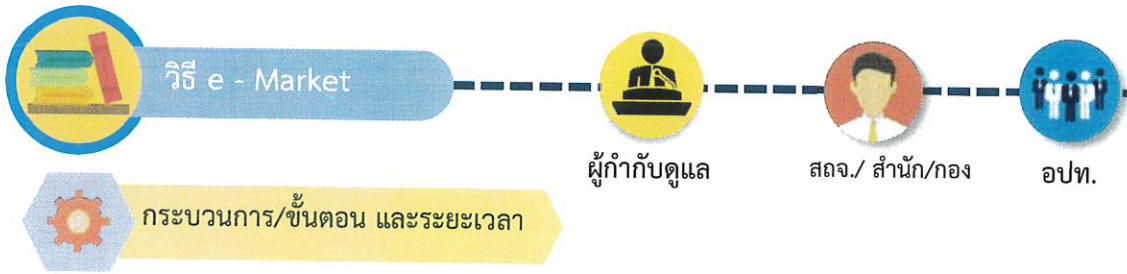 วิธี e - Market
ผู้กำกับดูแล
สถจ./ สำนัก/กอง
อปท.
กระบวนการ/ขั้นตอน และระยะเวลา